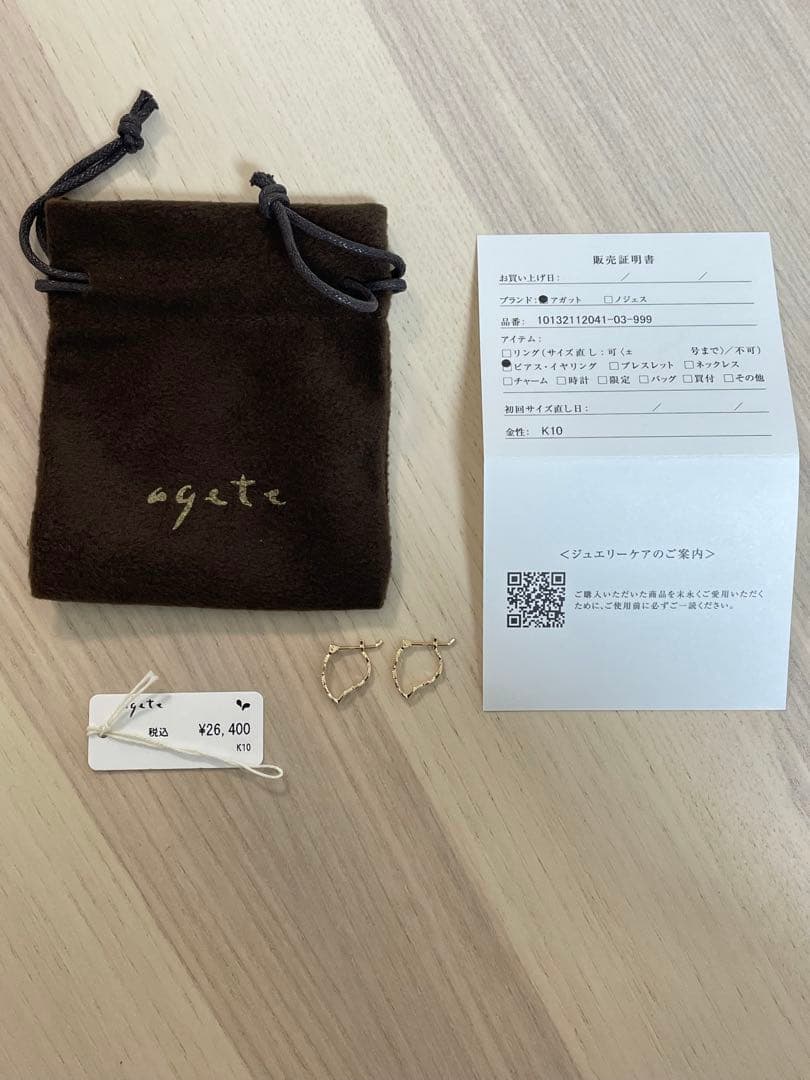 agete
販売証明書
お買い上げ日: / /
ブランド:●アガット □ノジェス
品番: 10132112041-03-999
アイテム:
□リング(サイズ直し:可〈± 号まで〉/不可)
●ピアス・イヤリング □ブレスレット □ネックレス
□チャーム □時計 □限定 □バッグ □買付 □その他
初回サイズ直し日: / /
金性: K10
<ジュエリーケアのご案内>
ご購入いただいた商品を末永くご愛用いただく
ために、ご使用前に必ずご一読ください。
agete
税込 ¥26,400
K10